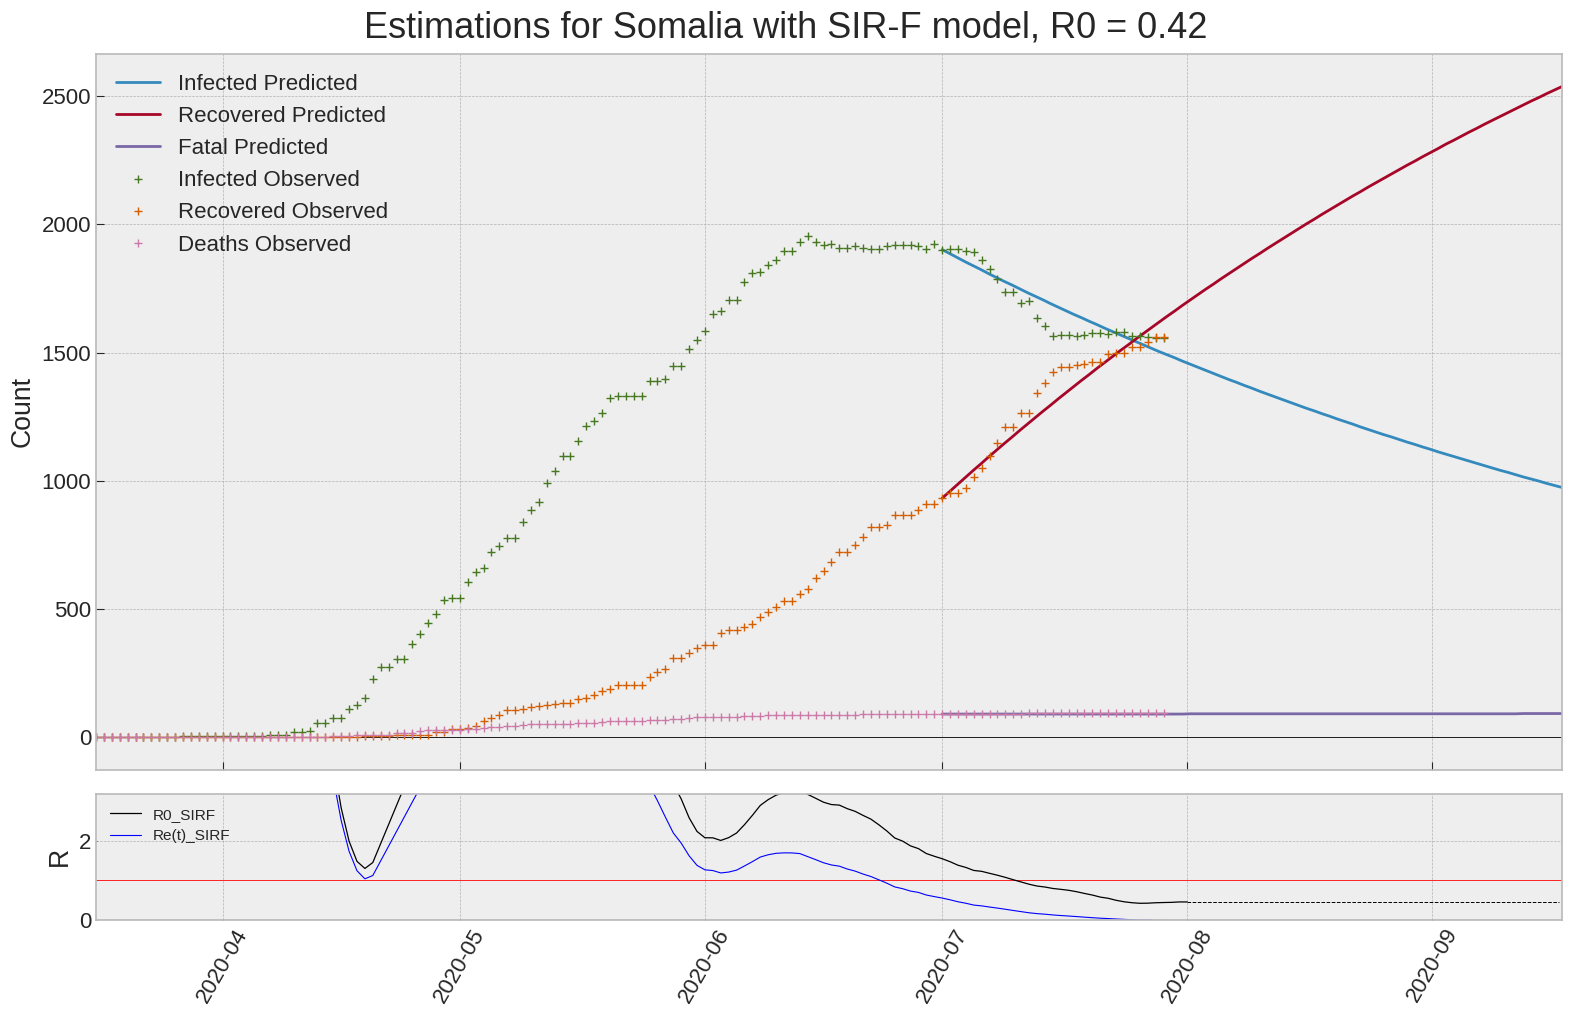 Estimations for Somalia with SIR-F model, R0 = 0.42
Infected Predicted
Recovered Predicted
Fatal Predicted
Infected Observed
Recovered Observed
Deaths Observed
2500
2000
1500
1000
500
0
Count
R0_SIRF
Re(t)_SIRF
2
0
R
2020-04
2020-05
2020-06
2020-07
2020-08
2020-09